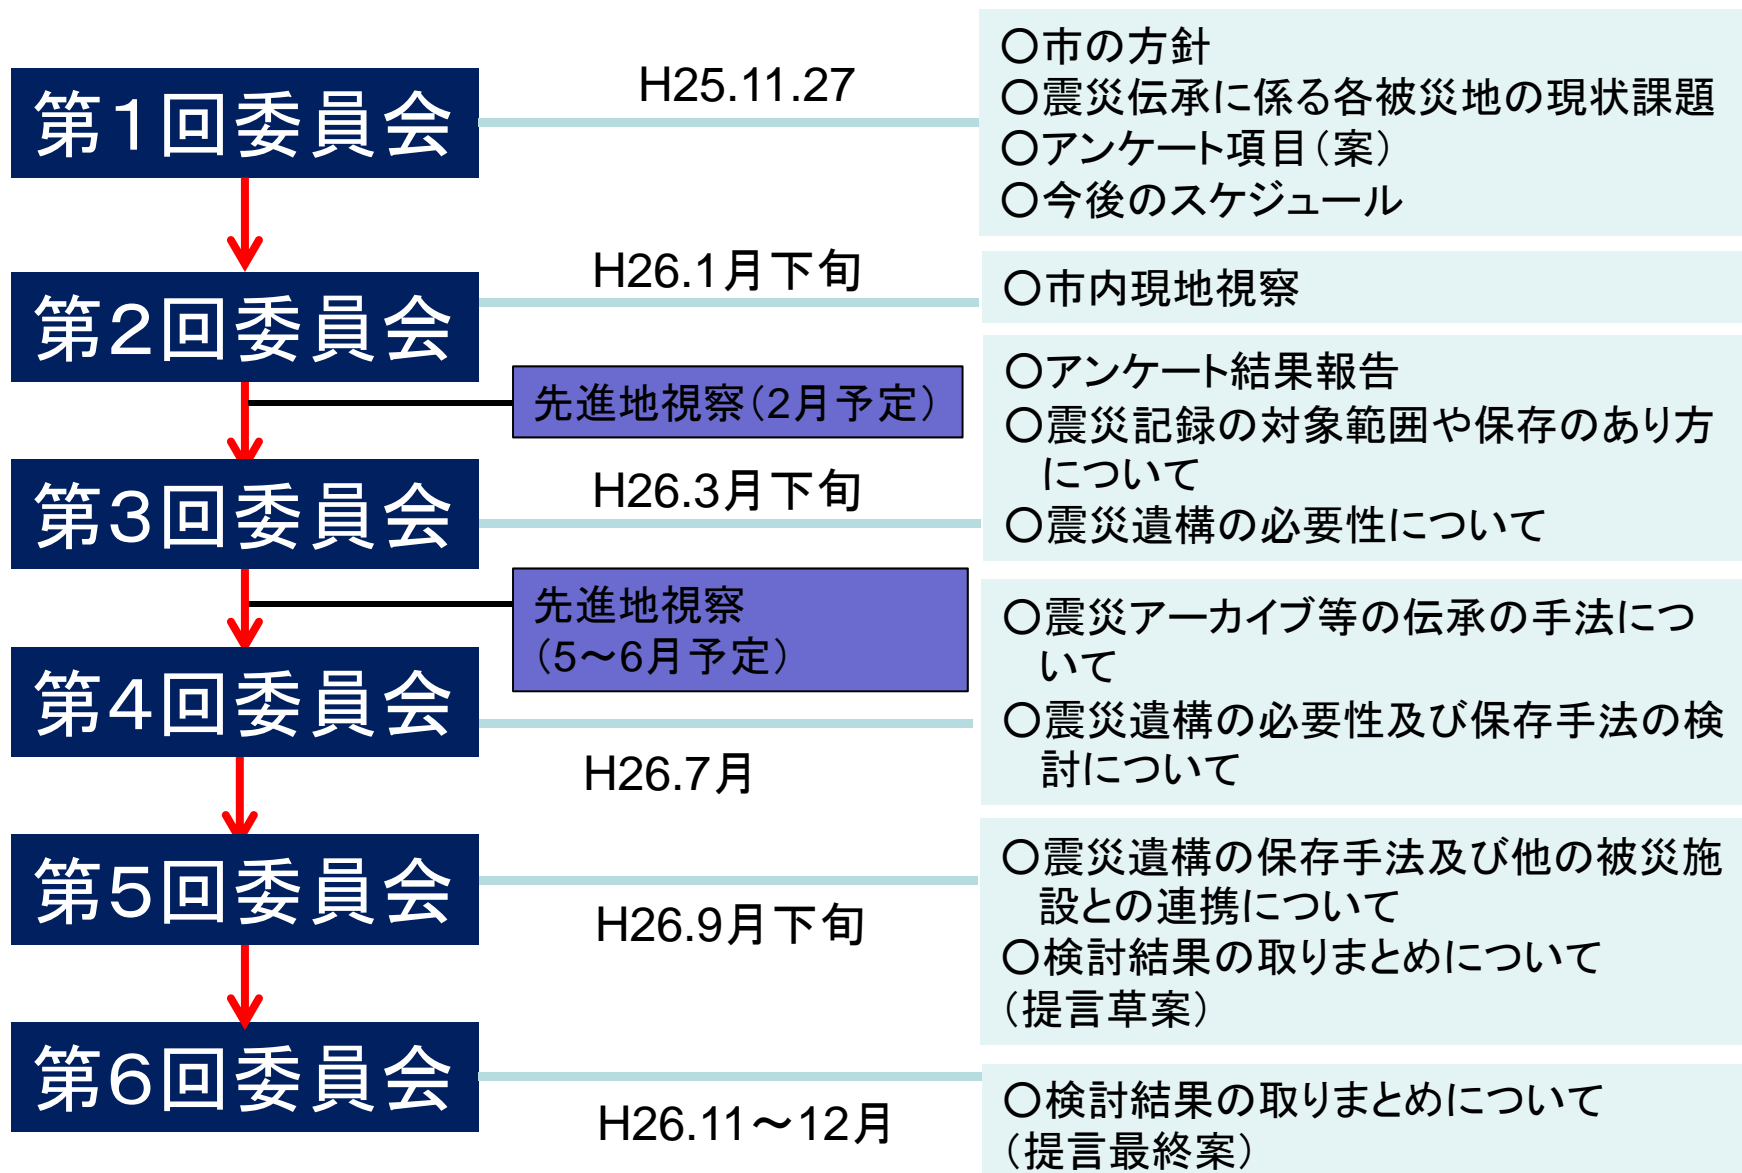 第1回委員会
H25.11.27
○市の方針
○震災伝承に係る各被災地の現状課題
○アンケート項目(案)
○今後のスケジュール
第2回委員会
H26.1月下旬
○市内現地視察
先進地視察(2月予定)
第3回委員会
H26.3月下旬
○アンケート結果報告
○震災記録の対象範囲や保存のあり方
について
○震災遺構の必要性について
先進地視察
(5〜6月予定)
第4回委員会
H26.7月
○震災アーカイブ等の伝承の手法につ
いて
○震災遺構の必要性及び保存手法の検
討について
第5回委員会
H26.9月下旬
○震災遺構の保存手法及び他の被災施
設との連携について
○検討結果の取りまとめについて
(提言草案)
第6回委員会
H26.11〜12月
○検討結果の取りまとめについて
(提言最終案)